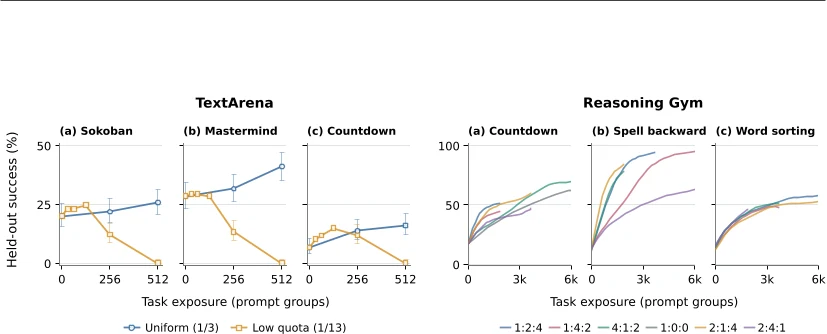 TextArena
Reasoning Gym
(a) Sokoban
(b) Mastermind
(c) Countdown
(a) Countdown
(b) Spell backward
(c) Word sorting
Held-out success (%)
50
25
0
0 256 512
0 256 512
0 256 512
100
50
0
0 3k 6k
0 3k 6k
0 3k 6k
Task exposure (prompt groups)
Task exposure (prompt groups)
Uniform (1/3) Low quota (1/13)
1:2:4 1:4:2 4:1:2 1:0:0 2:1:4 2:4:1